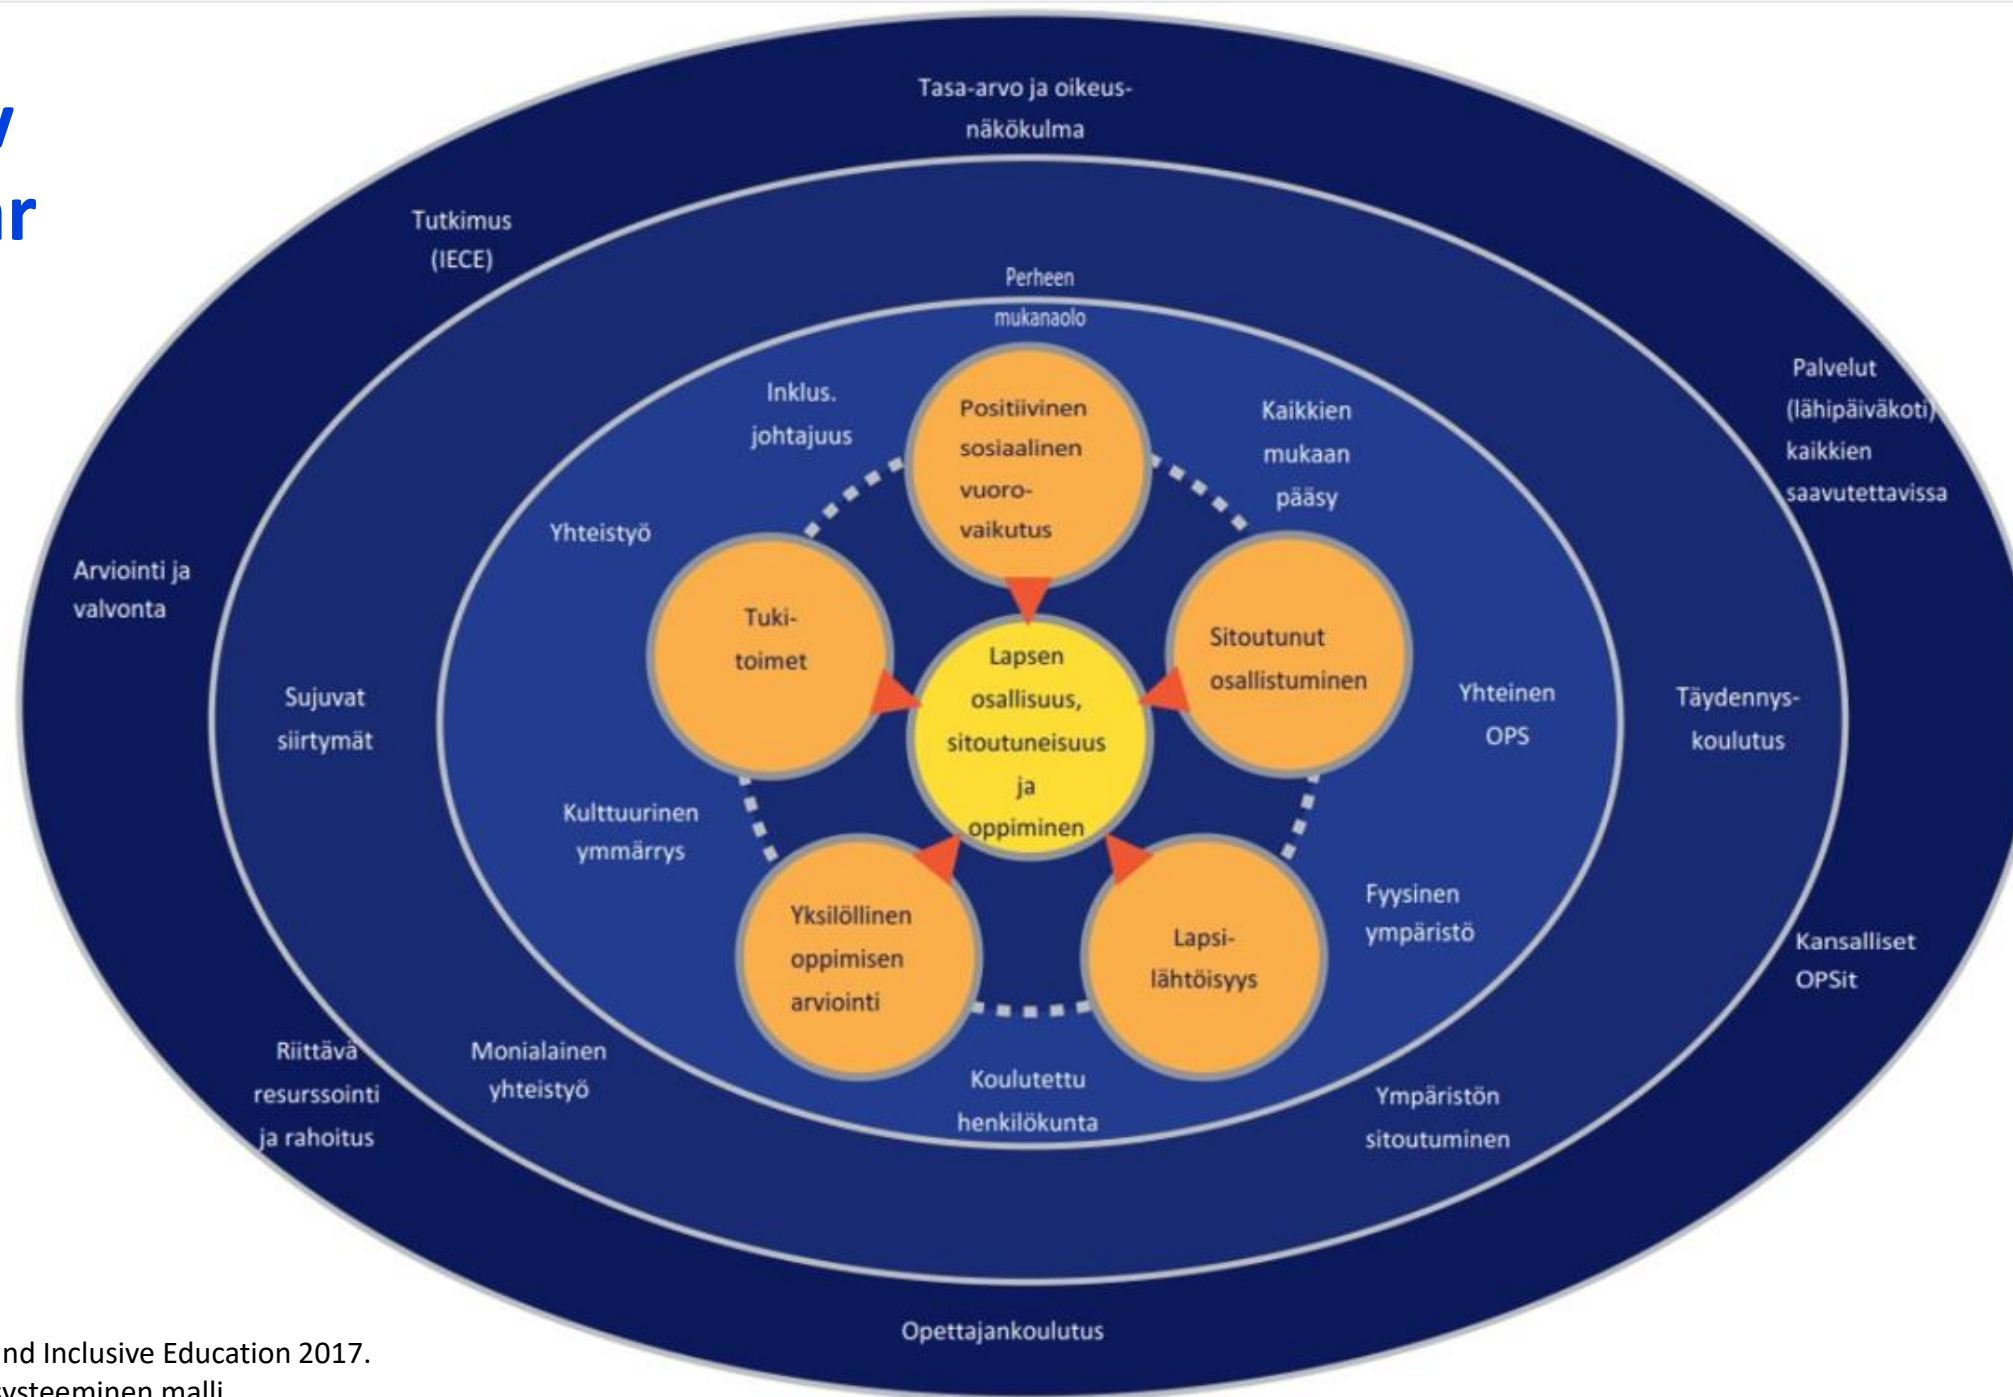 Tasa-arvo ja oikeus-
näkökulma
Tutkimus
(IECE)
Perheen
mukanaolo
Palvelut
(lähipäiväkoti)
kaikkien
saavutettavissa
Inklus.
johtajuus
Positiivinen
sosiaalinen
vuoro-
vaikutus
Kaikkien
mukaan
pääsy
Yhteistyö
Arviointi ja
valvonta
Tuki-
toimet
Sitoutunut
osallistuminen
Lapsen
osallisuus,
sitoutuneisuus
ja
oppiminen
Sujuvat
siirtymät
Yhteinen
OPS
Täydennys-
koulutus
Kulttuurinen
ymmärrys
Yksilöllinen
oppimisen
arviointi
Lapsi-
lähtöisyys
Fyysinen
ympäristö
Kansalliset
OPSit
Riittävä
resurssointi
ja rahoitus
Monialainen
yhteistyö
Koulutettu
henkilökunta
Ympäristön
sitoutuminen
Opettajankoulutus
nd Inclusive Education 2017.
systeeminen malli